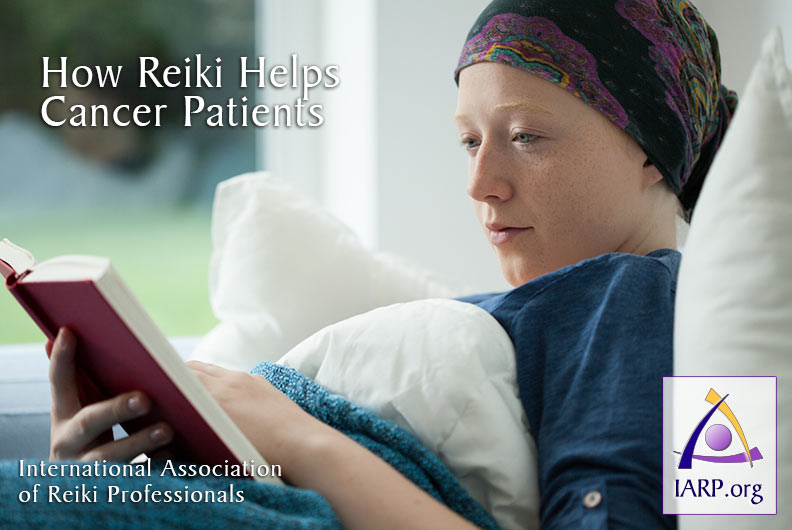 How Reiki Helps
Cancer Patients
International Association
of Reiki Professionals
IARP.org